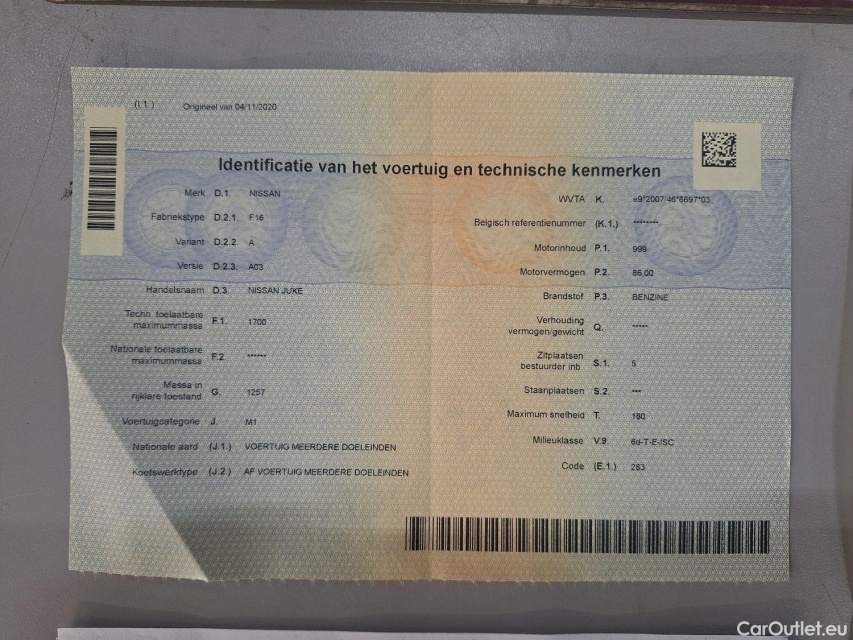 (I.1.) Origineel van 04/11/2020
Identificatie van het voertuig en technische kenmerken
Merk D.1. NISSAN
Fabriekstype D.2.1. F16
Variant D.2.2. A
Versie D.2.3. A03
Handelsnaam D.3. NISSAN JUKE
Techn. toelaatbare
maximummassa F.1. 1700
Nationale toelaatbare
maximummassa F.2. ******
Massa in
rijklare toestand G. 1257
Voertuigcategorie J. M1
Nationale aard (J.1.) VOERTUIG MEERDERE DOELEINDEN
Koetswerktype (J.2.) AF VOERTUIG MEERDERE DOELEINDEN
WVTA K. e9*2007/46*6697*03
Belgisch referentienummer (K.1.) ********
Motorinhoud P.1. 999
Motorvermogen P.2. 86,00
Brandstof P.3. BENZINE
Verhouding
vermogen/gewicht Q. *****
Zitplaatsen
bestuurder inb S.1. 5
Staanplaatsen S.2. ***
Maximum snelheid T. 180
Milieuklasse V.9. 6d-T-E-ISC
Code (E.1.) 283
CarOutlet.eu